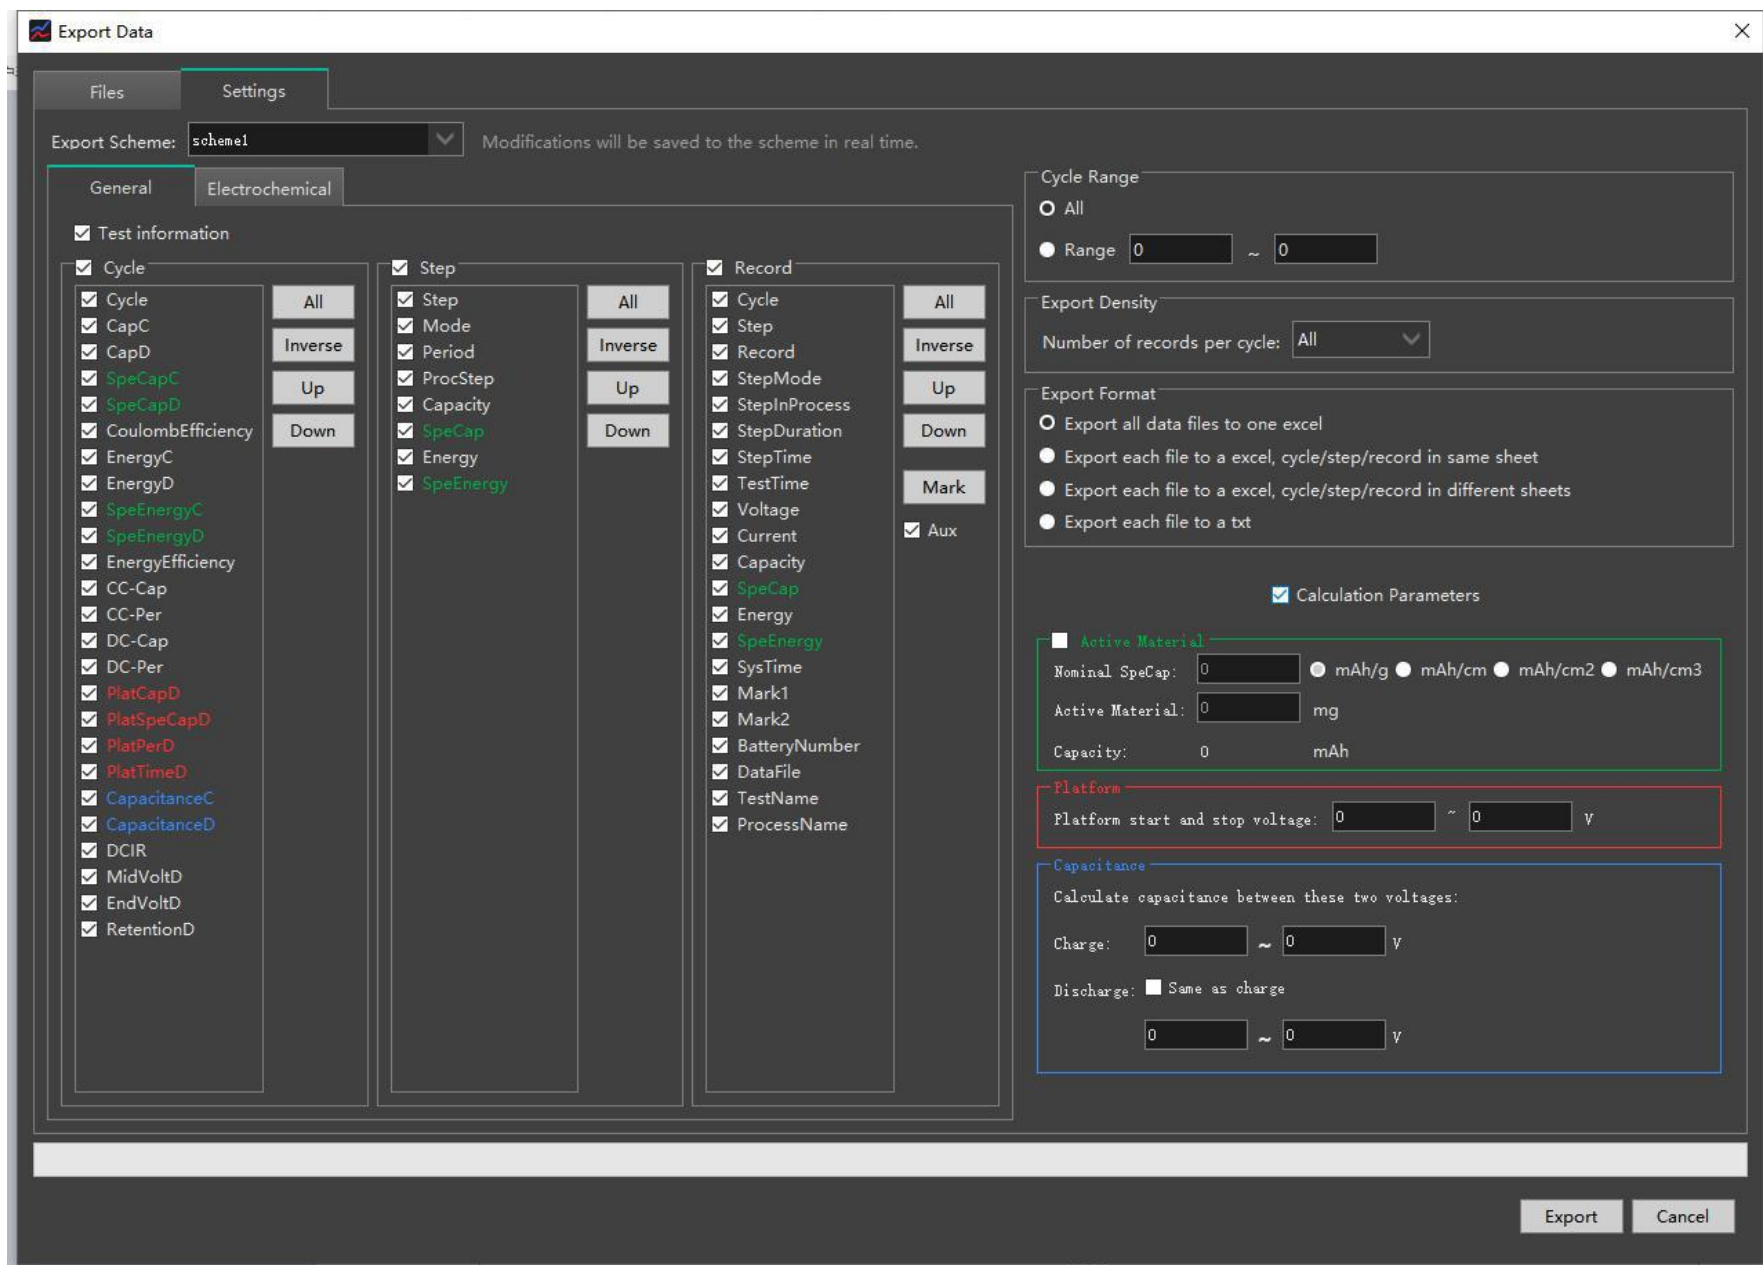 Export Data
Files
Settings
Export Scheme:
scheme1
Modifications will be saved to the scheme in real time.
General
Electrochemical
Test information
Cycle
Cycle
CapC
CapD
SpeCapC
SpeCapD
CoulombEfficiency
EnergyC
EnergyD
SpeEnergyC
SpeEnergyD
EnergyEfficiency
CC-Cap
CC-Per
DC-Cap
DC-Per
PlatCapD
PlatSpeCapD
PlatPerD
PlatTimeD
CapacitanceC
CapacitanceD
DCIR
MidVoltD
EndVoltD
RetentionD
All
Inverse
Up
Down
Step
Step
Mode
Period
ProcStep
Capacity
SpeCap
Energy
SpeEnergy
All
Inverse
Up
Down
Record
Cycle
Step
Record
StepMode
StepInProcess
StepDuration
StepTime
TestTime
Voltage
Current
Capacity
SpeCap
Energy
SpeEnergy
SysTime
Mark1
Mark2
BatteryNumber
DataFile
TestName
ProcessName
All
Inverse
Up
Down
Mark
Aux
Cycle Range
All
Range 0 ~ 0
Export Density
Number of records per cycle: All
Export Format
Export all data files to one excel
Export each file to a excel, cycle/step/record in same sheet
Export each file to a excel, cycle/step/record in different sheets
Export each file to a txt
Calculation Parameters
Active Material
Nominal SpeCap: 0 mAh/g mAh/cm mAh/cm2 mAh/cm3
Active Material: 0 mg
Capacity: 0 mAh
Platform
Platform start and stop voltage: 0 ~ 0 V
Capacitance
Calculate capacitance between these two voltages:
Charge: 0 ~ 0 V
Discharge: Same as charge
0 ~ 0 V
Export
Cancel